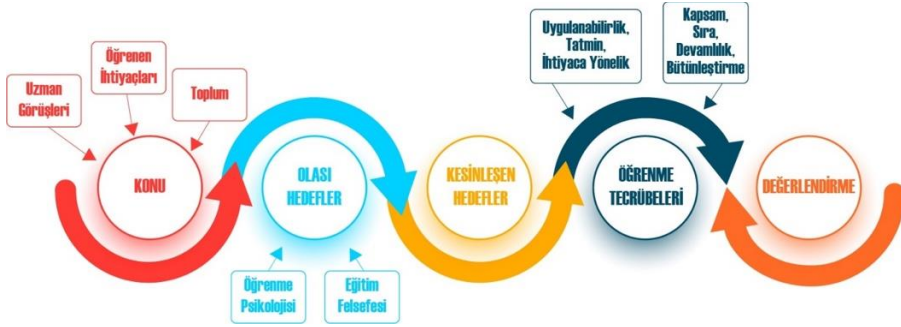 Uzman
Görüşleri
Öğrenen
İhtiyaçları
Toplum
KONU
OLASI
HEDEFLER
Öğrenme
Psikolojisi
Eğitim
Felsefesi
KESİNLEŞEN
HEDEFLER
Uygulanabilirlik,
Tatmin,
İhtiyaca Yönelik
Kapsam,
Sıra,
Devamlılık,
Bütünleştirme
ÖĞRENME
TECRÜBELERİ
DEĞERLENDİRME